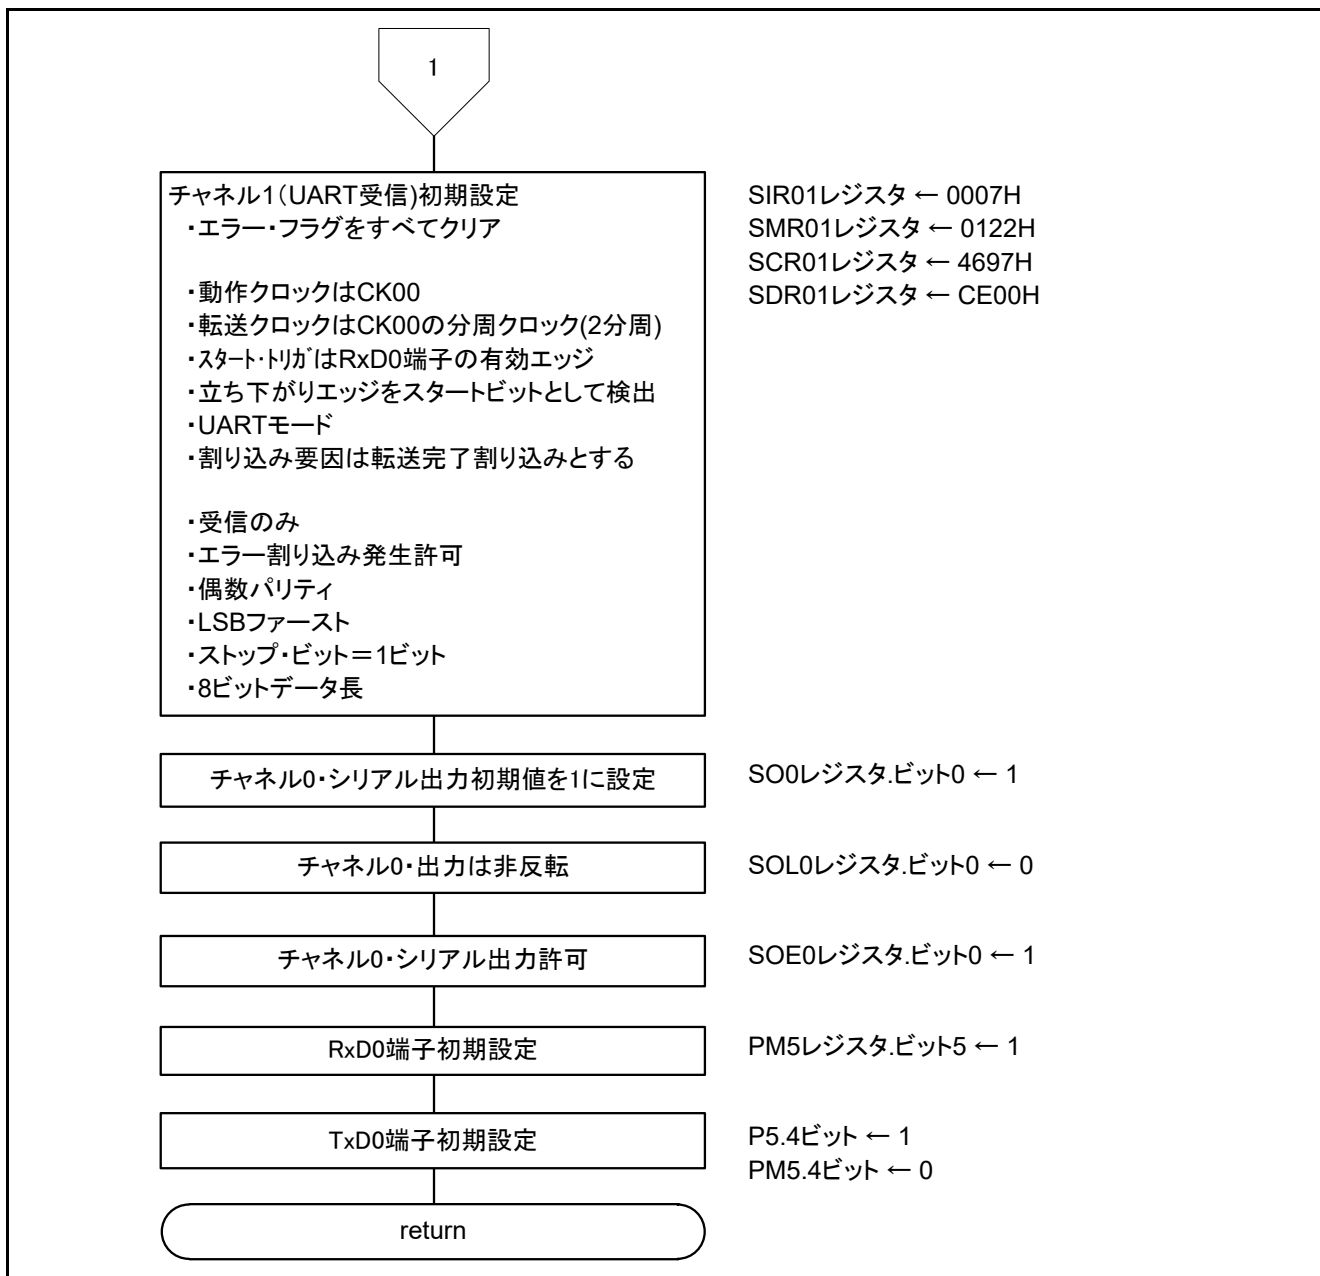 1
チャネル1(UART受信)初期設定
・エラー・フラグをすべてクリア
・動作クロックはCK00
・転送クロックはCK00の分周クロック(2分周)
・ｽﾀｰﾄ・ﾄﾘｶﾞはRxD0端子の有効エッジ
・立ち下がりエッジをスタートビットとして検出
・UARTモード
・割り込み要因は転送完了割り込みとする
・受信のみ
・エラー割り込み発生許可
・偶数パリティ
・LSBファースト
・ストップ・ビット＝1ビット
・8ビットデータ長
SIR01レジスタ ← 0007H
SMR01レジスタ ← 0122H
SCR01レジスタ ← 4697H
SDR01レジスタ ← CE00H
チャネル0・シリアル出力初期値を1に設定
SO0レジスタ.ビット0 ← 1
チャネル0・出力は非反転
SOL0レジスタ.ビット0 ← 0
チャネル0・シリアル出力許可
SOE0レジスタ.ビット0 ← 1
RxD0端子初期設定
PM5レジスタ.ビット5 ← 1
TxD0端子初期設定
P5.4ビット ← 1
PM5.4ビット ← 0
return